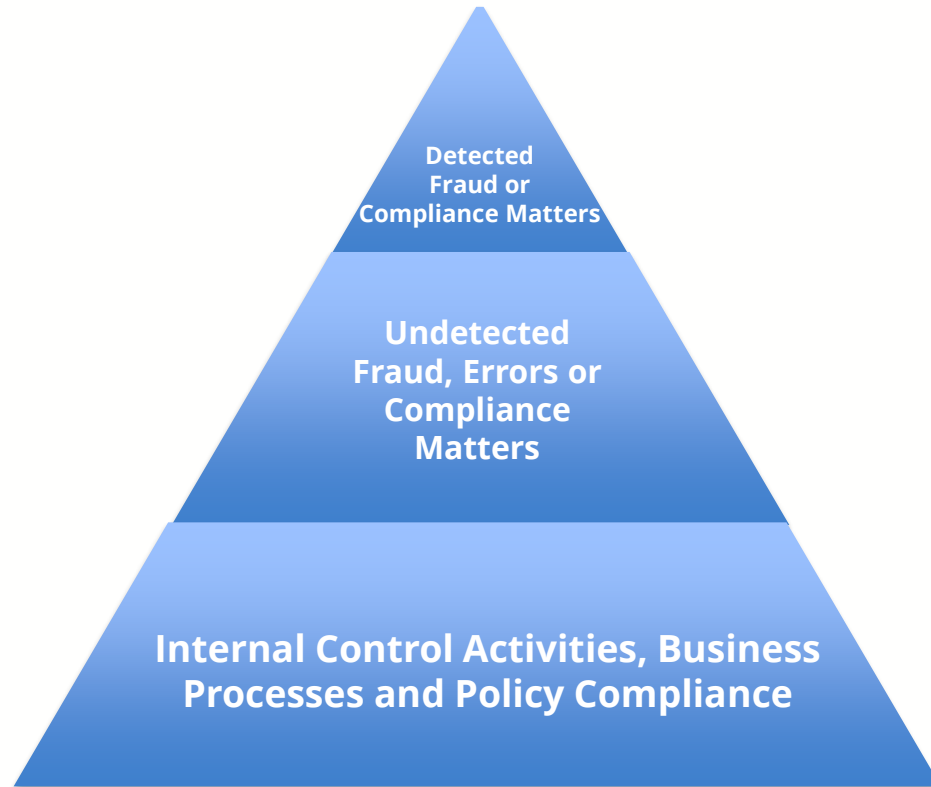 Detected
Fraud or
Compliance Matters
Undetected
Fraud, Errors or
Compliance
Matters
Internal Control Activities, Business
Processes and Policy Compliance